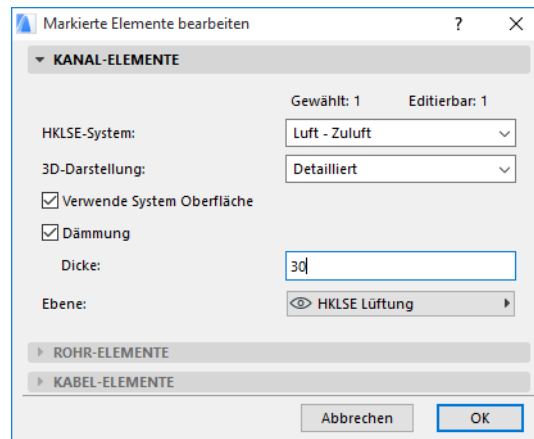 Markierte Elemente bearbeiten ?
KANAL-ELEMENTE
Gewählt: 1 Editierbar: 1
HKLSE-System: Luft - Zuluft
3D-Darstellung: Detailliert
Verwende System Oberfläche
Dämmung
Dicke: 30
Ebene: HKLSE Lüftung
ROHR-ELEMENTE
KABEL-ELEMENTE
Abbrechen OK